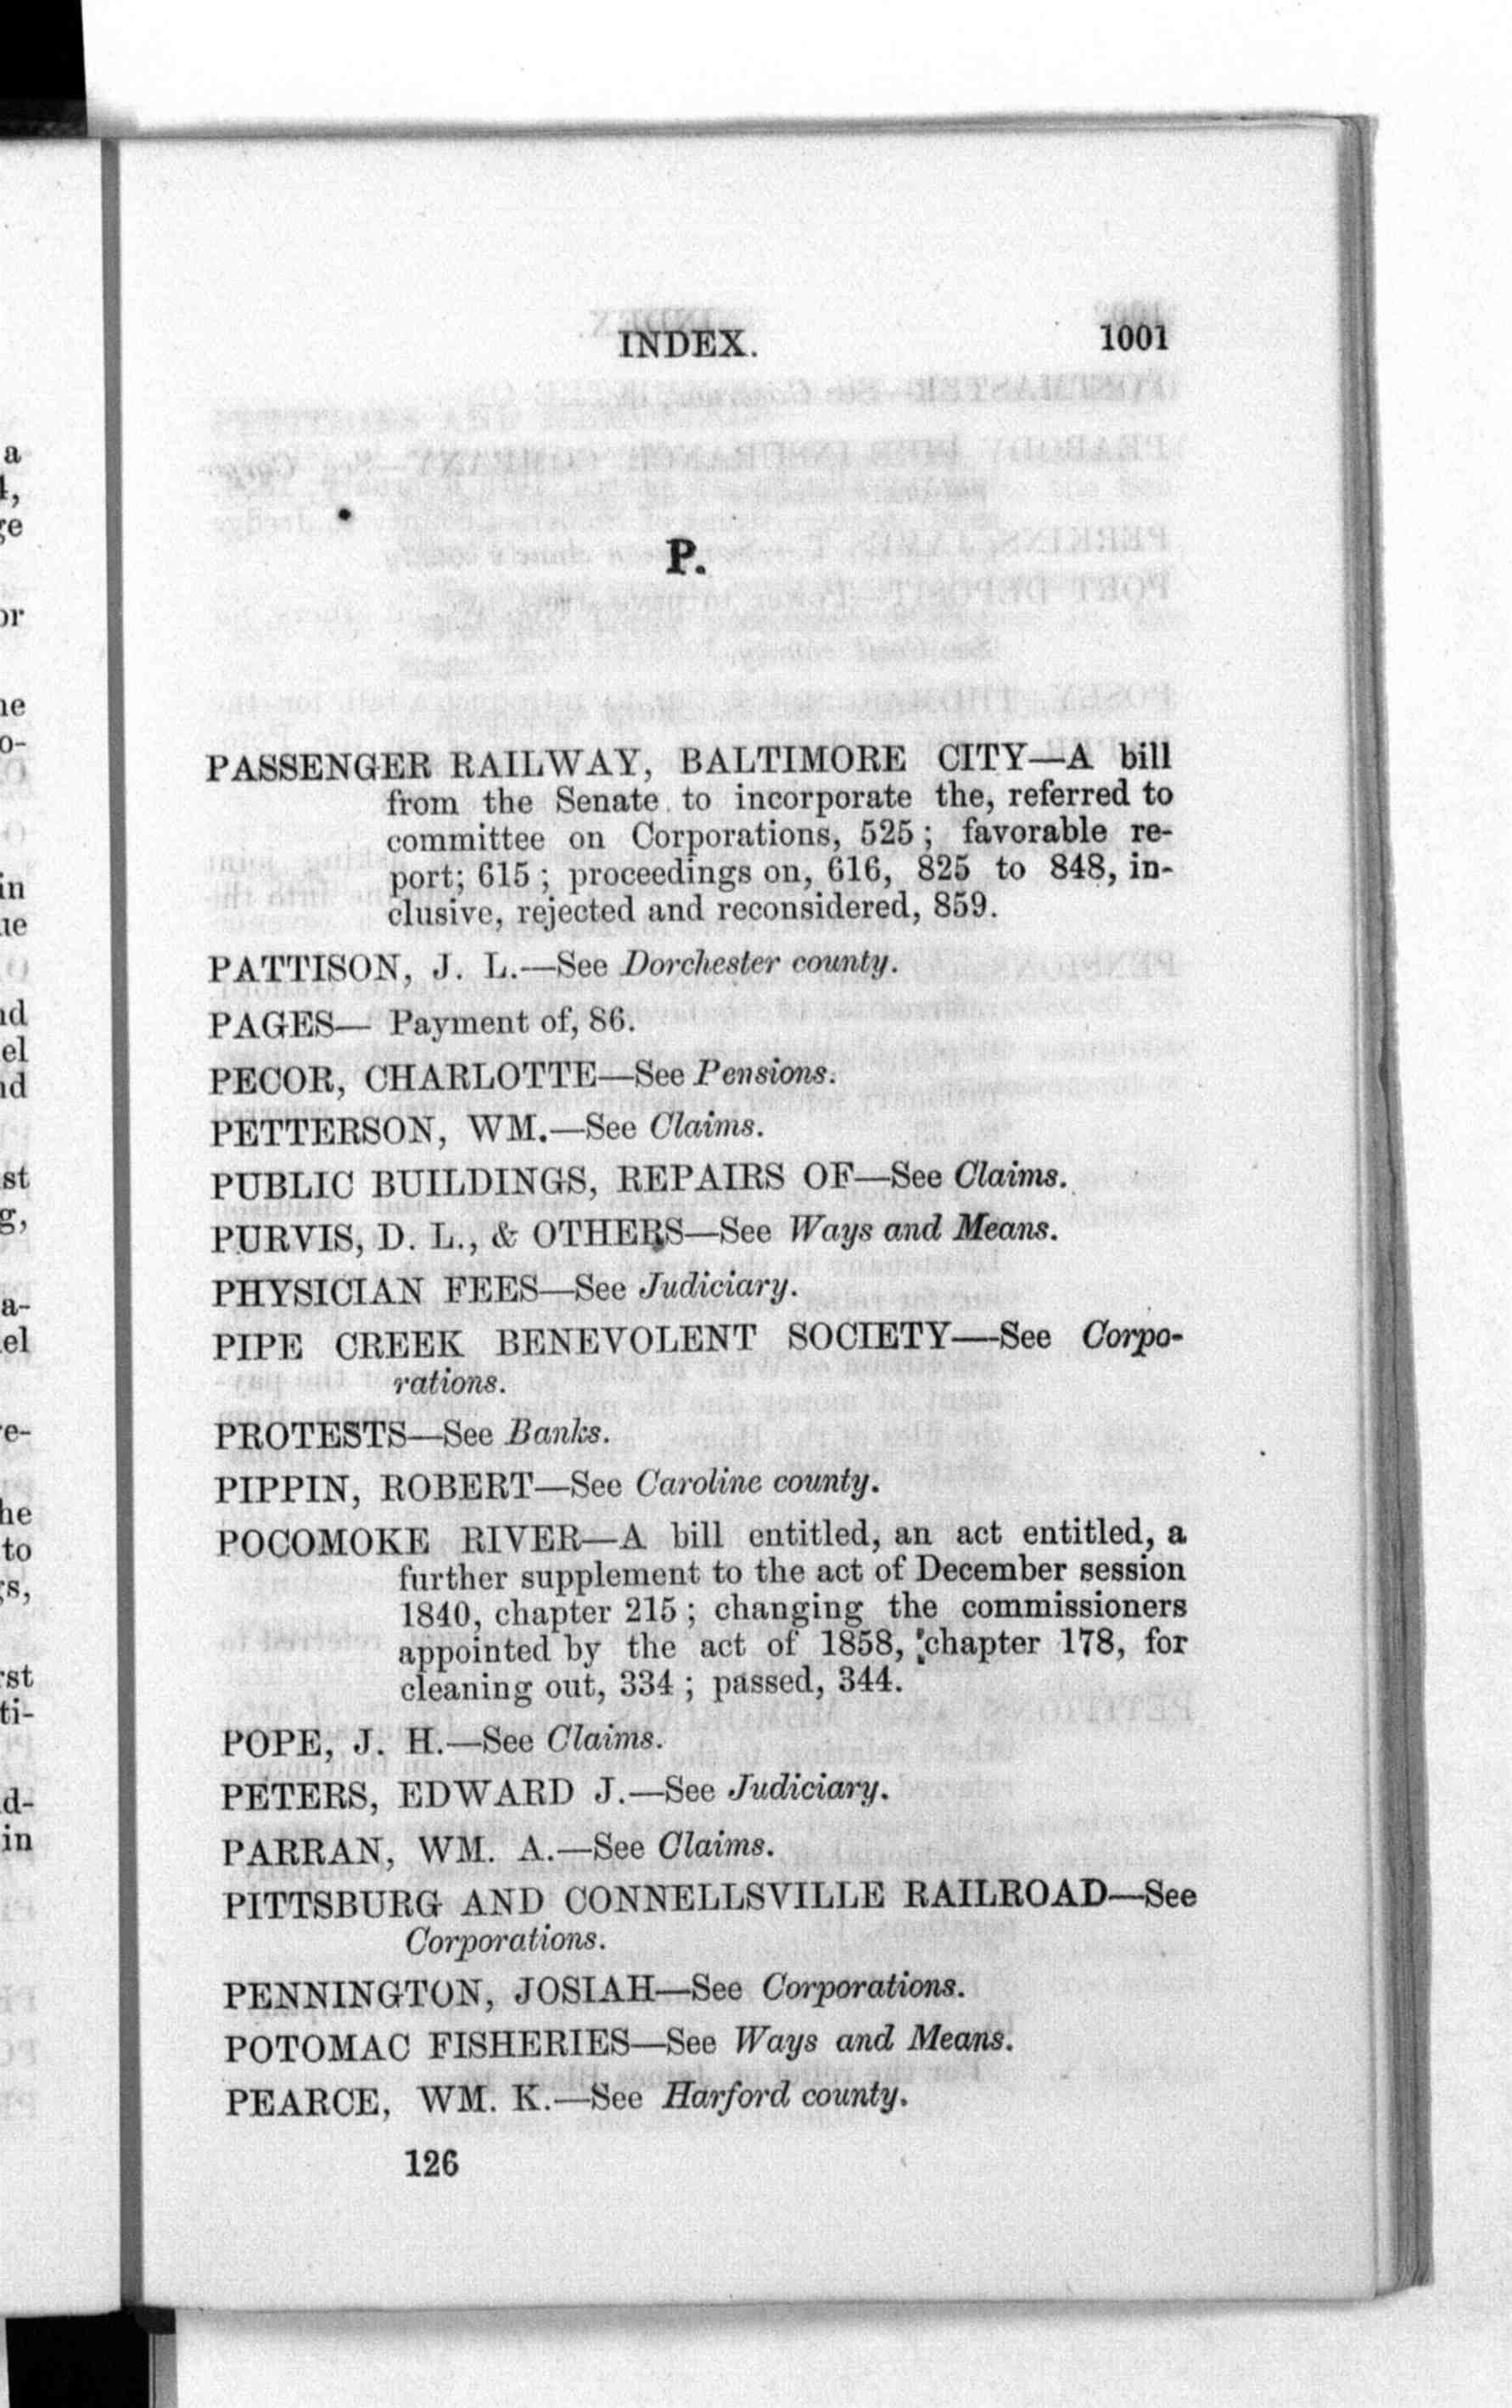 INDEX. 1001
P.
PASSENGER RAILWAY, BALTIMORE CITY—A bill
from the Senate to incorporate the, referred to
committee on Corporations, 525; favorable re-
port; 615; proceedings on, 616, 825 to 848, in-
clusive, rejected and reconsidered, 859.
PATTISON, J. L.—See Dorchester county.
PAGES— Payment of, 86.
PECOR, CHARLOTTE—See Pensions.
PETTERSON, WM.—See Claims.
PUBLIC BUILDINGS, REPAIRS OF—See Claims.
PURVIS, D. L., & OTHERS—See Ways and Means.
PHYSICIAN FEES—See Judiciary.
PIPE CREEK BENEVOLENT SOCIETY—See Corpo-
rations.
PROTESTS—See Banks.
PIPPIN, ROBERT—See Caroline county.
POCOMOKE RIVER—A bill entitled, an act entitled, a
further supplement to the act of December session
1840, chapter 215; changing the commissioners
appointed by the act of 1858, chapter 178, for
cleaning out, 334; passed, 344.
POPE, J. H.—See Claims.
PETERS, EDWARD J.—See Judiciary.
PARRAN, WM. A.—See Claims.
PITTSBURG AND CONNELLSVILLE RAILROAD—See
Corporations.
PENNINGTON, JOSIAH—See Corporations.
POTOMAC FISHERIES—See Ways and Means.
PEARCE, WM. K.—See Harford county.
126